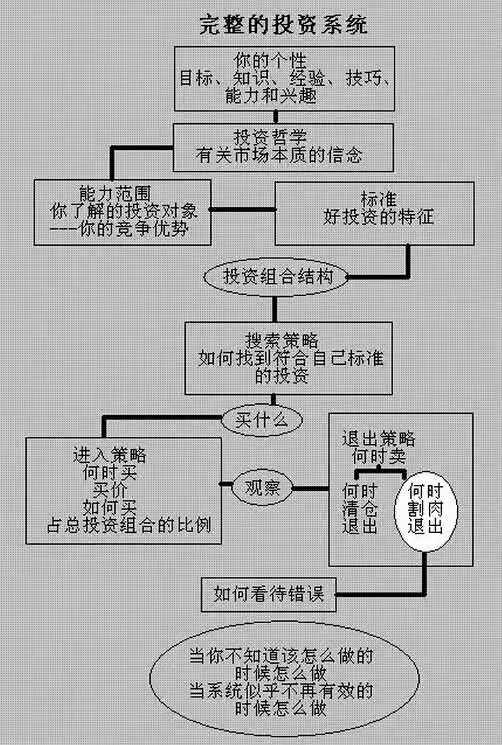 完整的投资系统
你的个性
目标、知识、经验、技巧、
能力和兴趣
投资哲学
有关市场本质的信念
能力范围
你了解的投资对象
---你的竞争优势
标准
好投资的特征
投资组合结构
搜索策略
如何找到符合自己标准
的投资
买什么
进入策略
何时买
买价
如何买
占总投资组合的比例
观察
退出策略
何时卖
何时
清仓
退出
何时
割肉
退出
如何看待错误
当你不知道该怎么做的
时候怎么做
当系统似乎不再有效的
时候怎么做